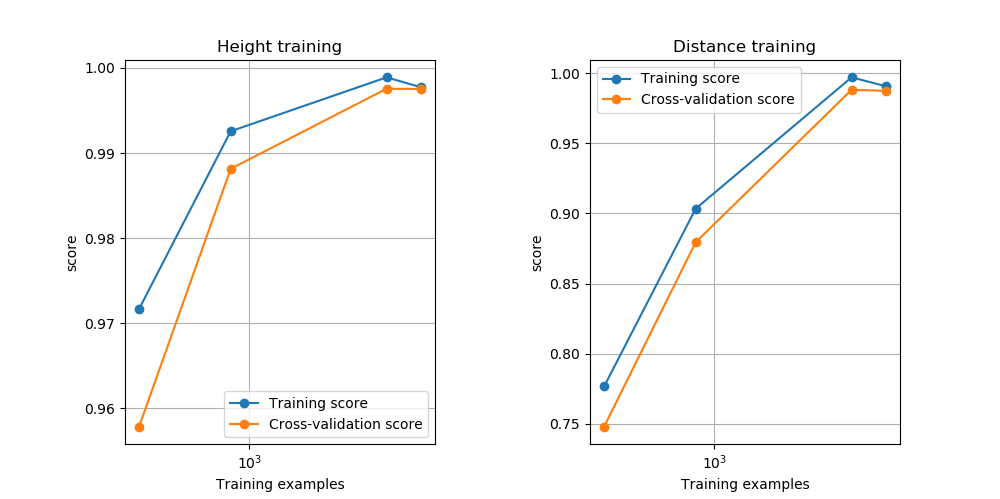 Height training
1.00
0.99
0.98
0.97
0.96
score
Training score
Cross-validation score
10³
Training examples
Distance training
1.00
0.95
0.90
0.85
0.80
0.75
score
Training score
Cross-validation score
10³
Training examples